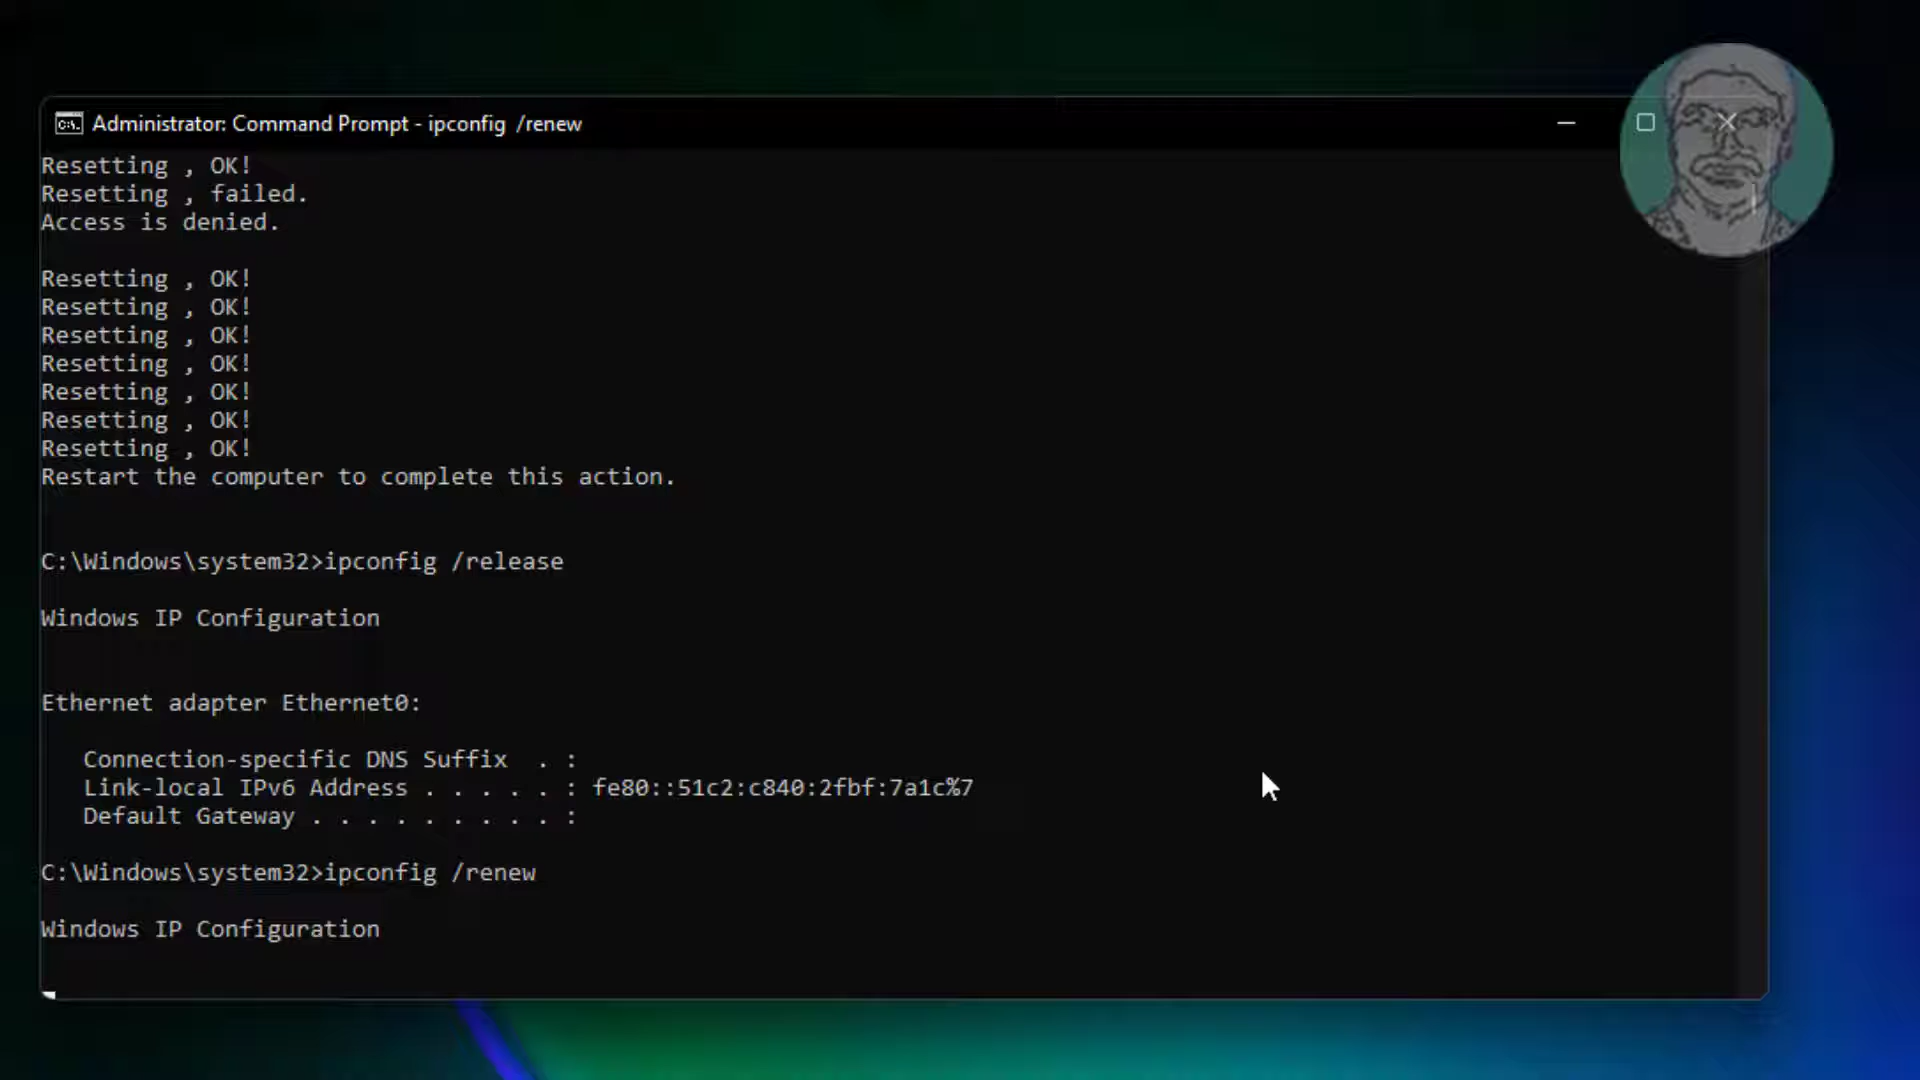 Administrator: Command Prompt - ipconfig  /renew
Resetting , OK!
Resetting , failed.
Access is denied.
Resetting , OK!
Resetting , OK!
Resetting , OK!
Resetting , OK!
Resetting , OK!
Resetting , OK!
Resetting , OK!
Restart the computer to complete this action.
C:\Windows\system32>ipconfig /release
Windows IP Configuration
Ethernet adapter Ethernet0:
Connection-specific DNS Suffix  . :
Link-local IPv6 Address . . . . . : fe80::51c2:c840:2fbf:7a1c%7
Default Gateway . . . . . . . . . :
C:\Windows\system32>ipconfig /renew
Windows IP Configuration